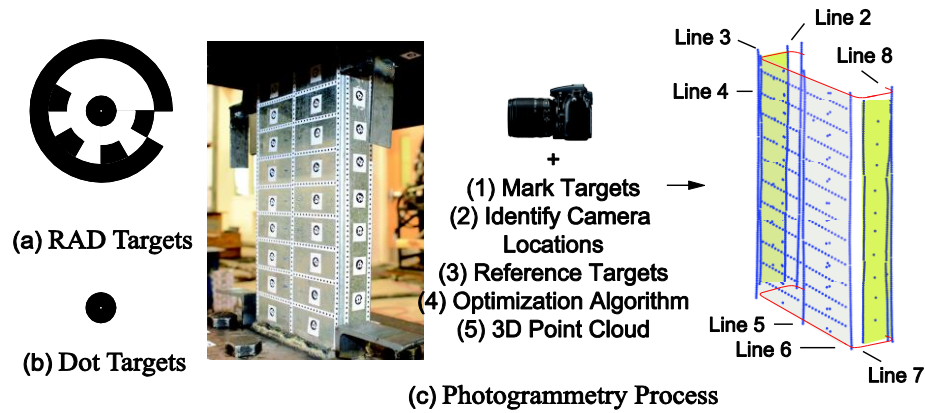 (a) RAD Targets
(b) Dot Targets
+
(1) Mark Targets
(2) Identify Camera
Locations
(3) Reference Targets
(4) Optimization Algorithm
(5) 3D Point Cloud
Line 2
Line 3
Line 8
Line 4
Line 5
Line 6
Line 7
(c) Photogrammetry Process